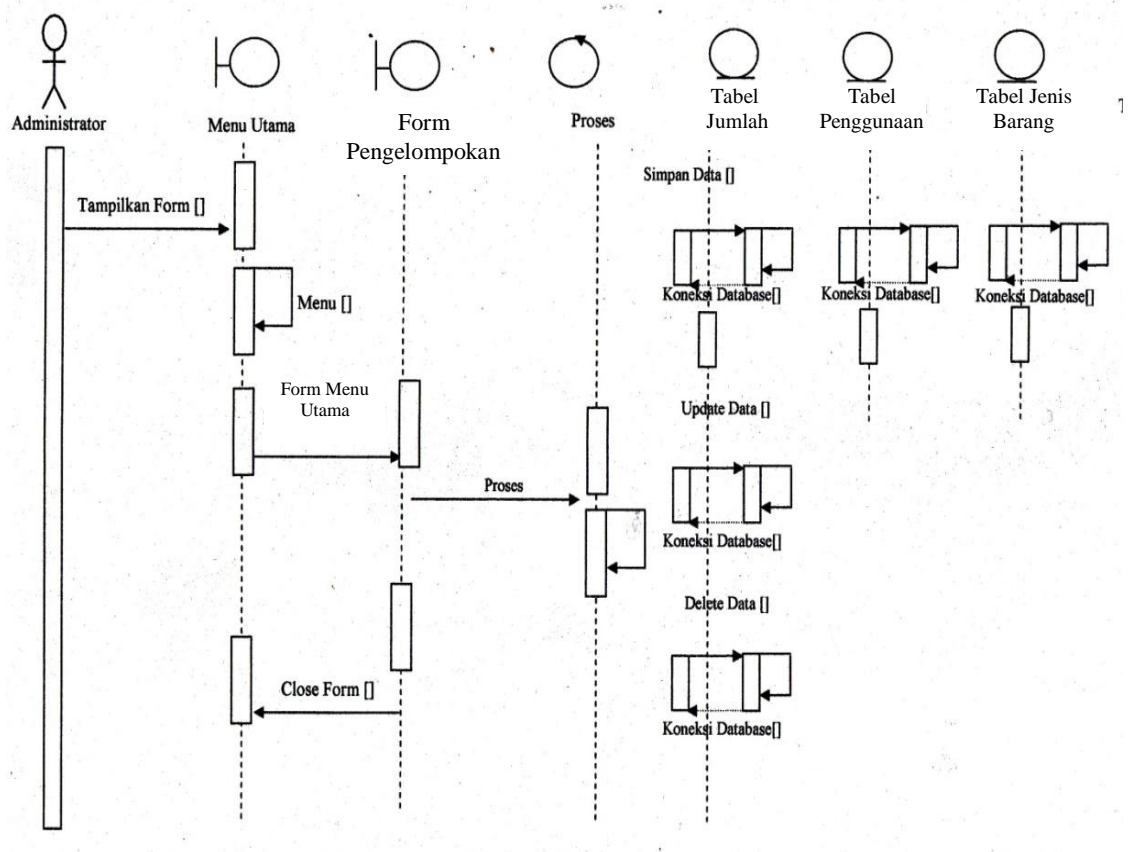 Administrator
Menu Utama
Form
Pengelompokan
Proses
Tabel
Jumlah
Tabel
Penggunaan
Tabel Jenis
Barang
T
Simpan Data []
Tampilkan Form []
Menu []
Koneksi Database[]
Koneksi Database[]
Koneksi Database[]
Form Menu
Utama
Update Data []
Proses
Koneksi Database[]
Delete Data []
Close Form []
Koneksi Database[]